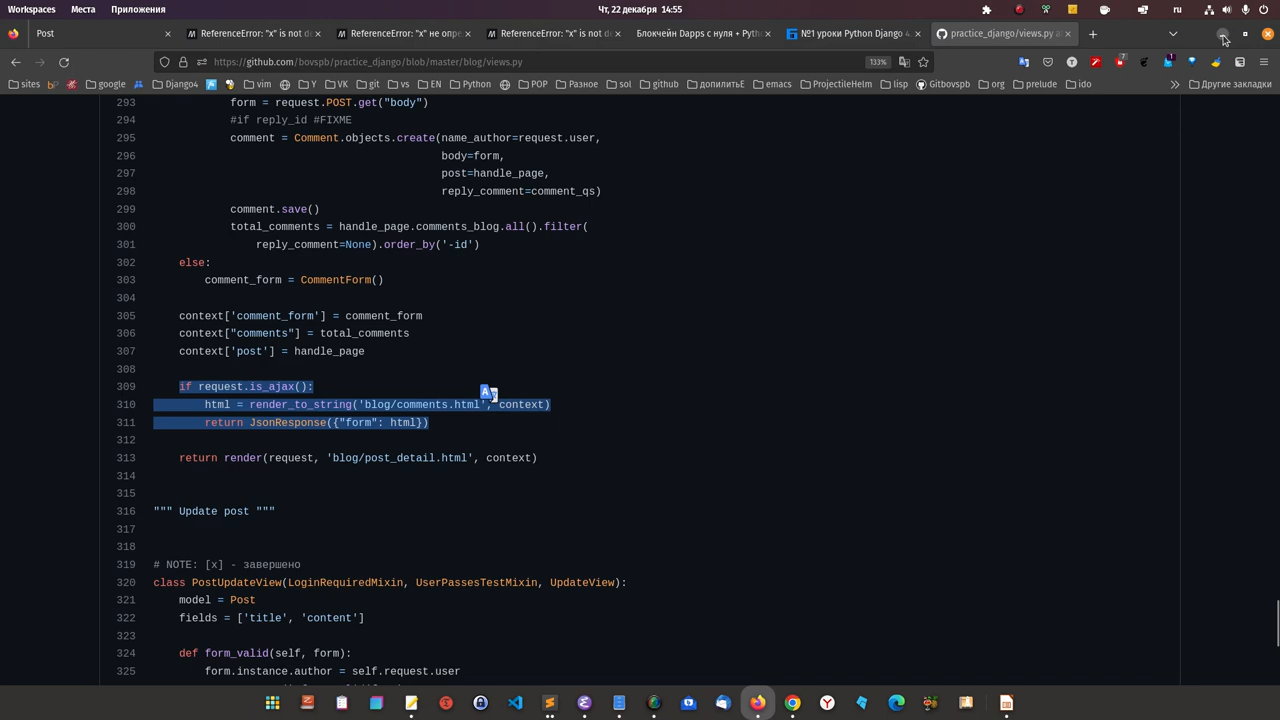 Workspaces Места Приложения Чт, 22 декабря 14:55 ru
Post ReferenceError: "x" is not de ReferenceError: "x" не опре ReferenceError: "x" is not de Блокчейн Dapps с нуля + Pyth №1 уроки Python Django 4. practice_django/views.py at
https://github.com/bovspb/practice_django/blob/master/blog/views.py 133%
sites bp media Django4 Y VK git vs EN Python POP Разное sol github допилитьЕ emacs ProjectileHelm lisp Gitbovspb org prelude ido Другие закладки
293 form = request.POST.get("body")
294 #if reply_id #FIXME
295 comment = Comment.objects.create(name_author=request.user,
296 body=form,
297 post=handle_page,
298 reply_comment=comment_qs)
299 comment.save()
300 total_comments = handle_page.comments_blog.all().filter(
301 reply_comment=None).order_by('-id')
302 else:
303 comment_form = CommentForm()
304
305 context['comment_form'] = comment_form
306 context["comments"] = total_comments
307 context['post'] = handle_page
308
309 if request.is_ajax():
310 html = render_to_string('blog/comments.html', context)
311 return JsonResponse({"form": html})
312
313 return render(request, 'blog/post_detail.html', context)
314
315
316 """ Update post """
317
318
319 # NOTE: [x] - завершено
320 class PostUpdateView(LoginRequiredMixin, UserPassesTestMixin, UpdateView):
321 model = Post
322 fields = ['title', 'content']
323
324 def form_valid(self, form):
325 form.instance.author = self.request.user